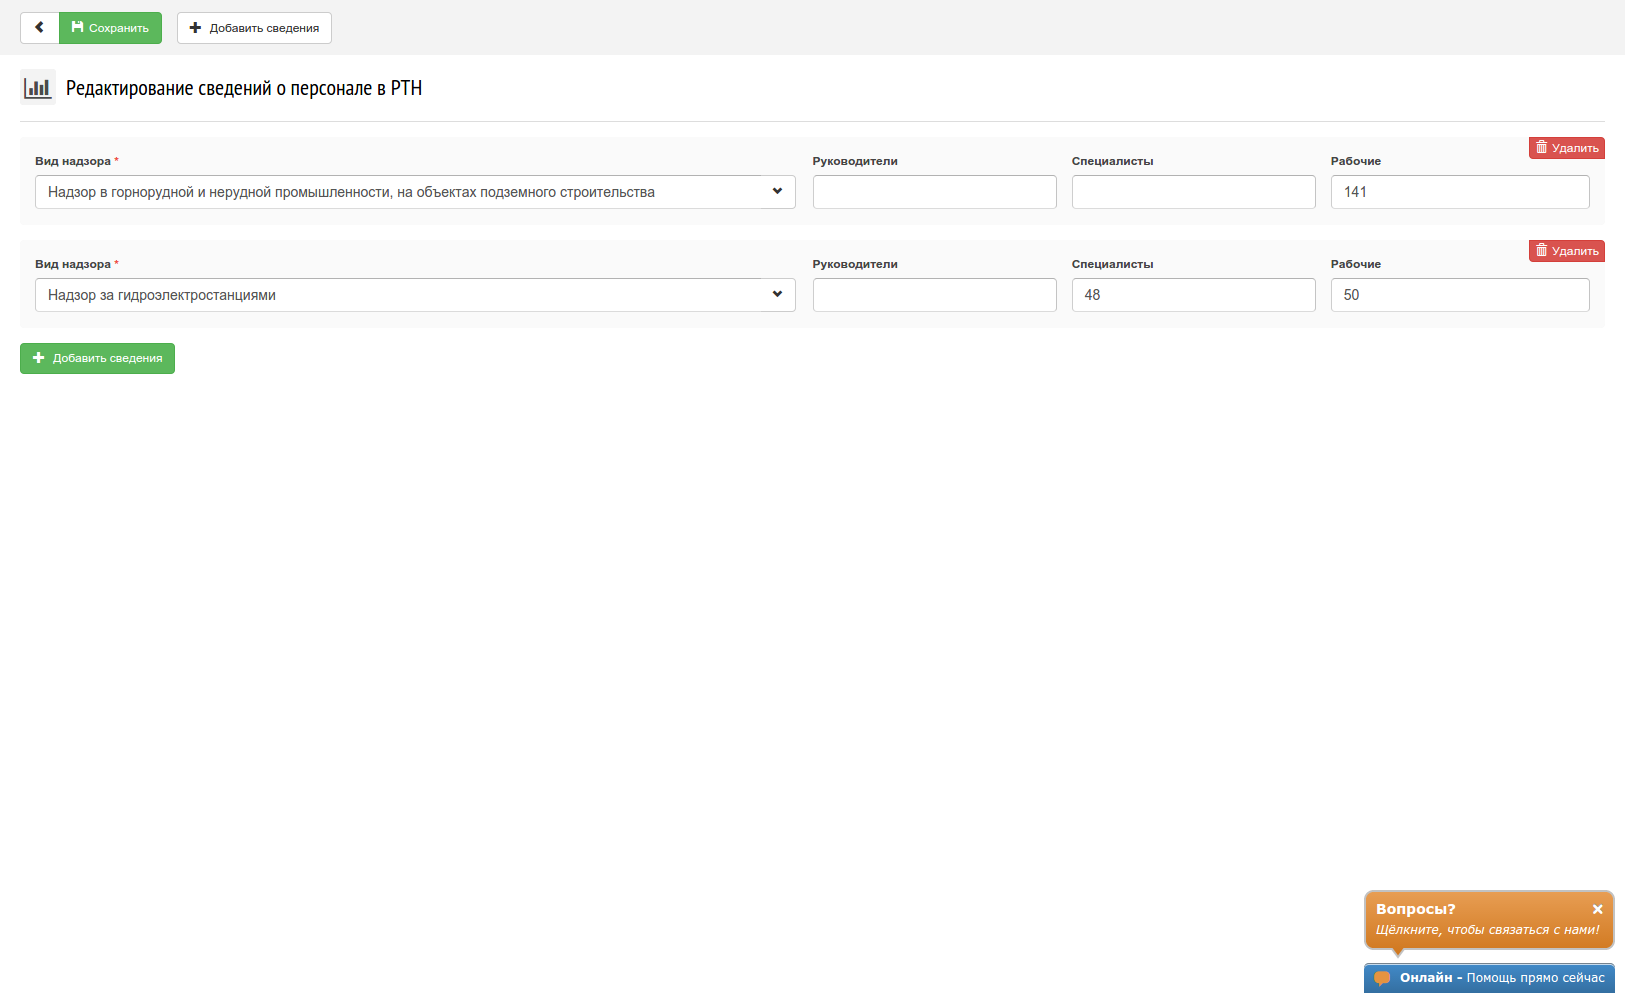 Сохранить
Добавить сведения
Редактирование сведений о персонале в РТН
Удалить
Вид надзора * Руководители Специалисты Рабочие
Надзор в горнорудной и нерудной промышленности, на объектах подземного строительства 141
Удалить
Вид надзора * Руководители Специалисты Рабочие
Надзор за гидроэлектростанциями 48 50
Добавить сведения
Вопросы?
Щёлкните, чтобы связаться с нами!
Онлайн - Помощь прямо сейчас